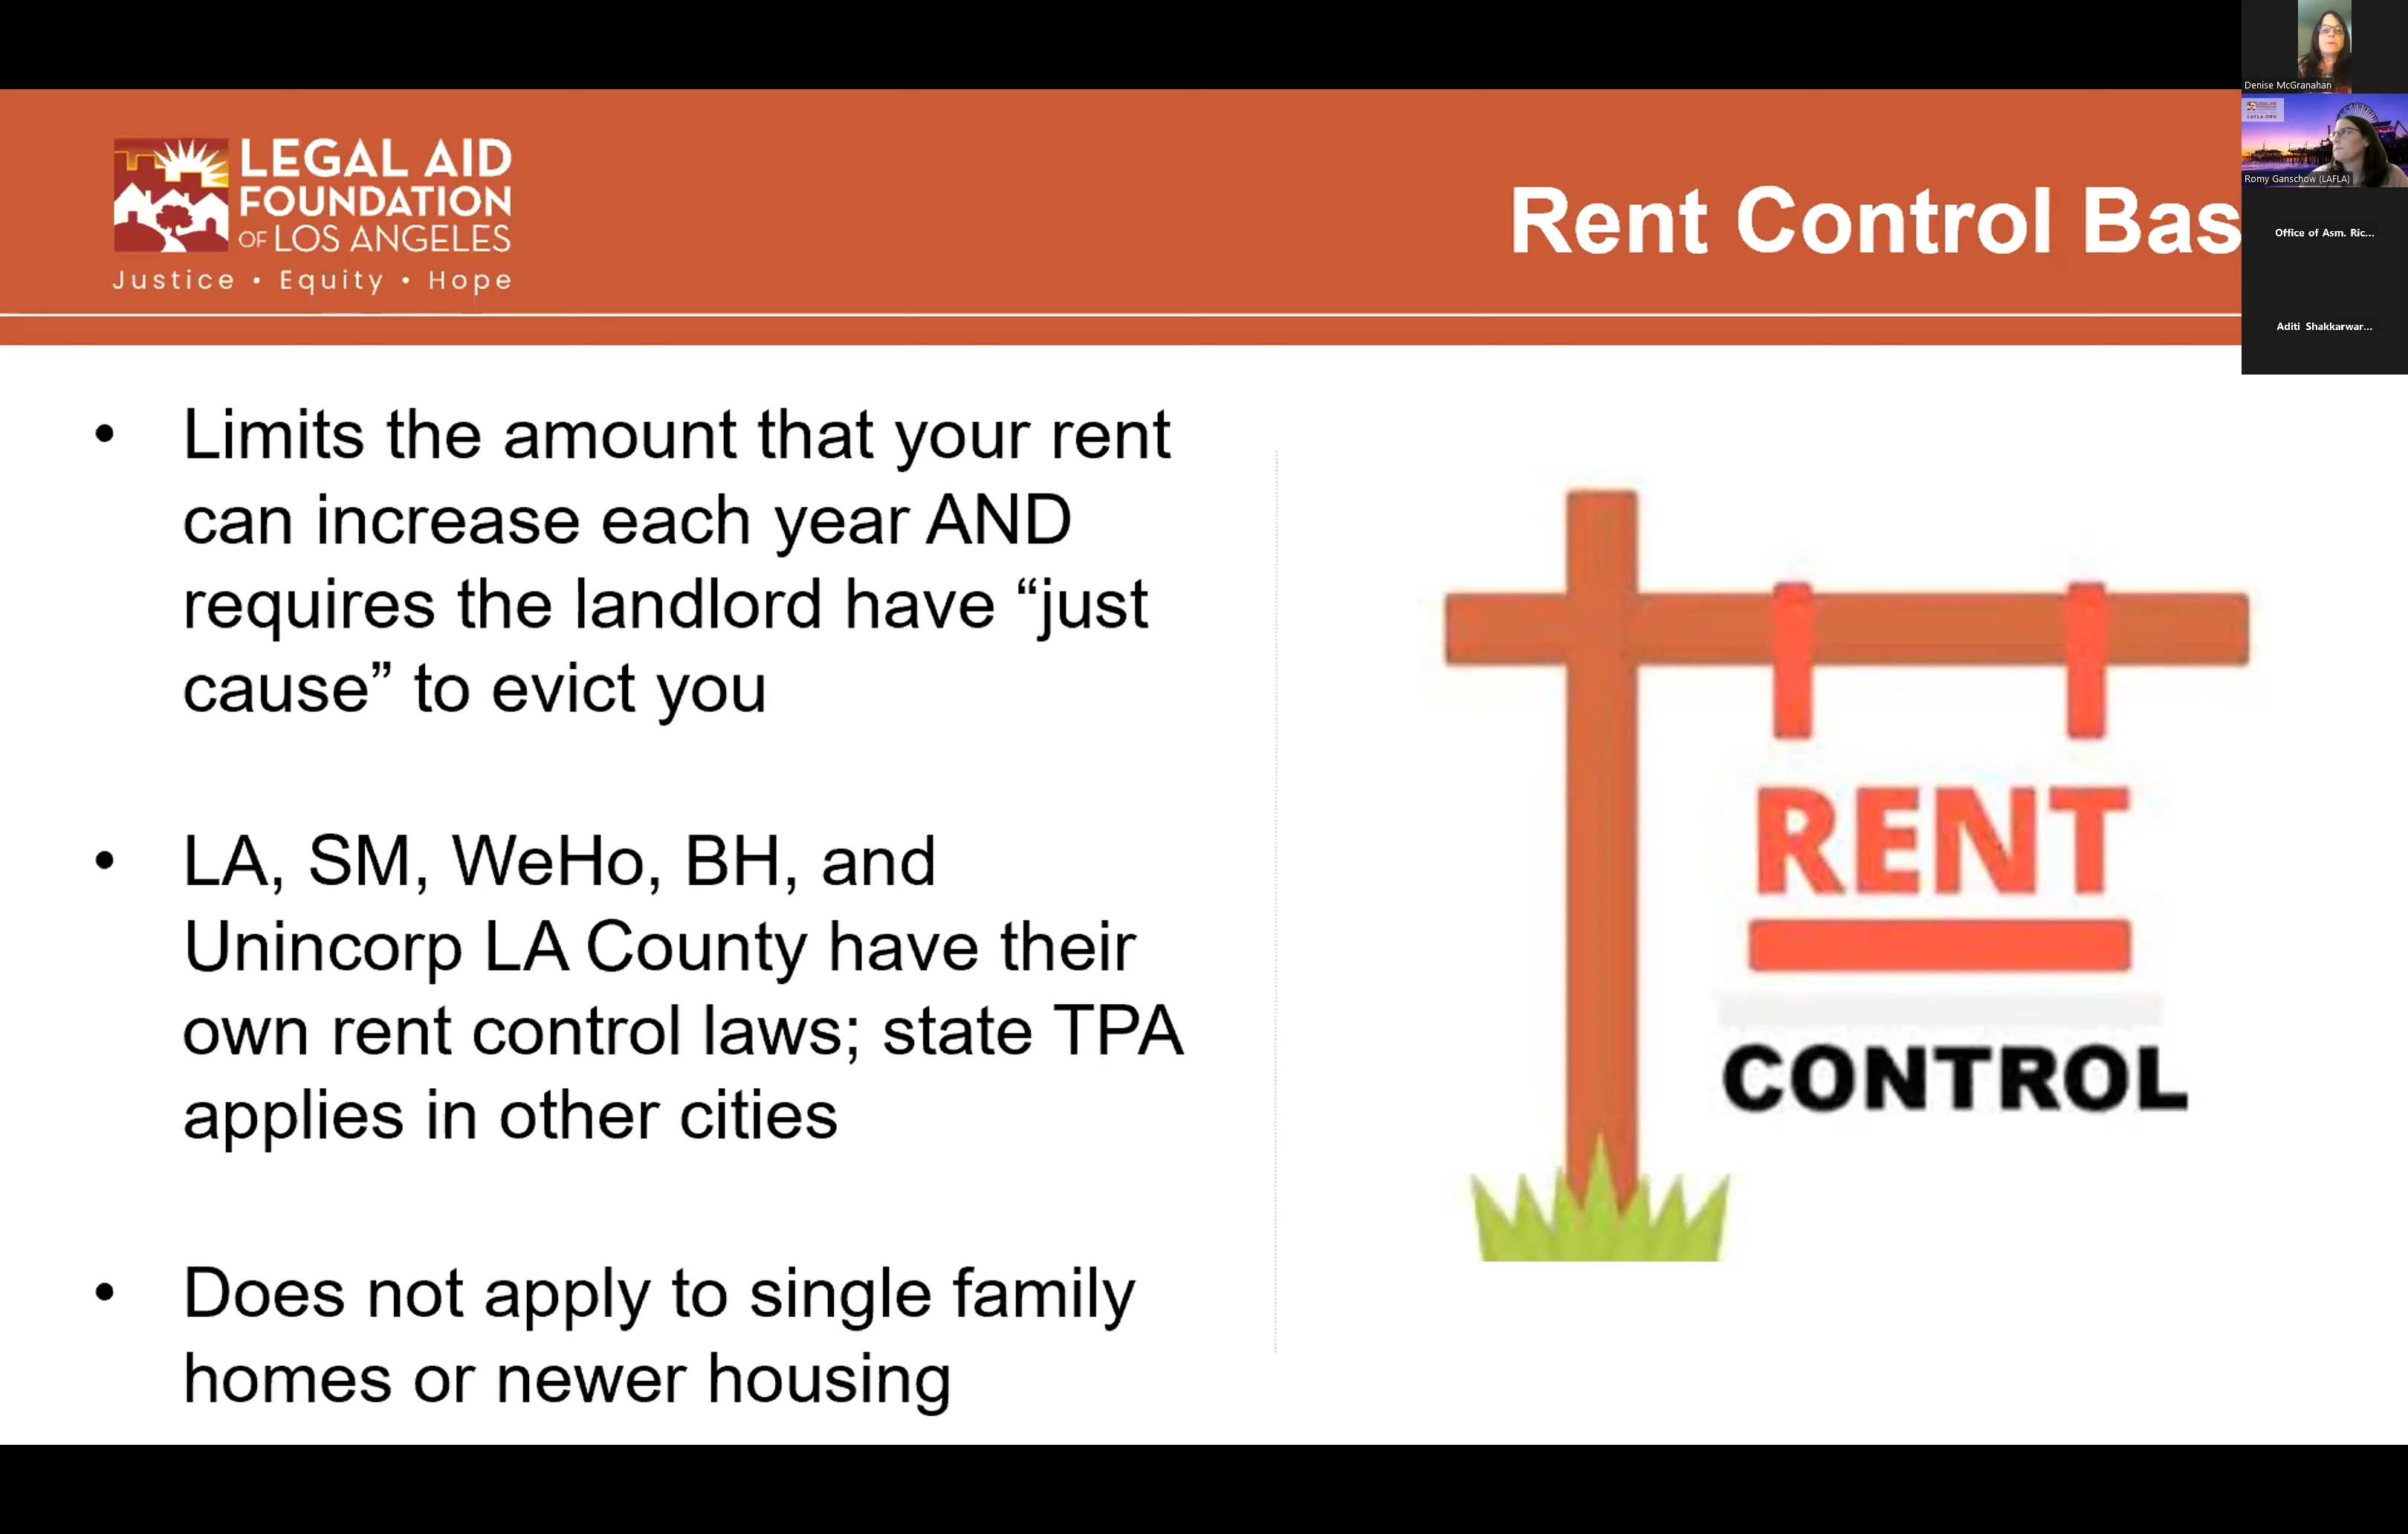 LEGAL AID
FOUNDATION
OF LOS ANGELES
Justice • Equity • Hope
Rent Control Bas
Denise McGranahan
LAFLA.ORG
Romy Ganschow (LAFLA)
Office of Asm. Ric...
Aditi Shakkarwar...
• Limits the amount that your rent
can increase each year AND
requires the landlord have “just
cause” to evict you
• LA, SM, WeHo, BH, and
Unincorp LA County have their
own rent control laws; state TPA
applies in other cities
• Does not apply to single family
homes or newer housing
RENT
CONTROL